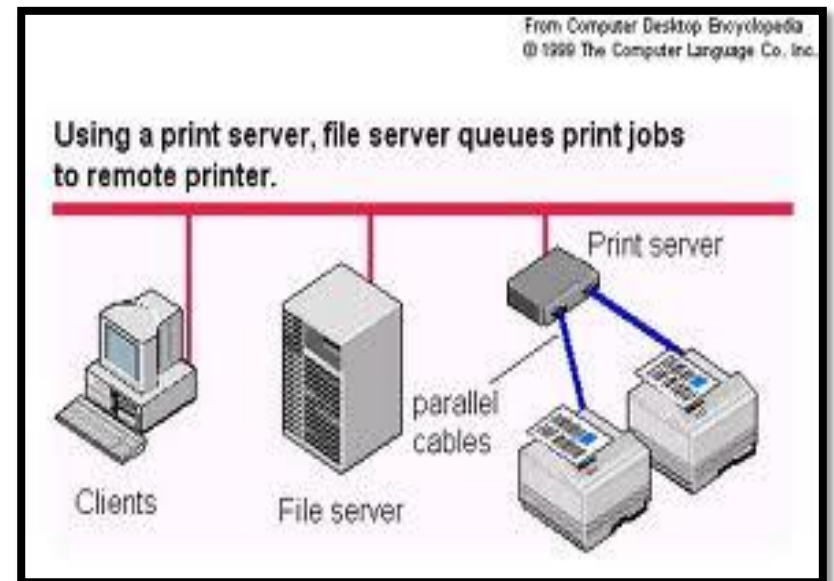 From Computer Desktop Encyclopedia
© 1999 The Computer Language Co. Inc.
Using a print server, file server queues print jobs
to remote printer.
Print server
parallel
cables
Clients
File server